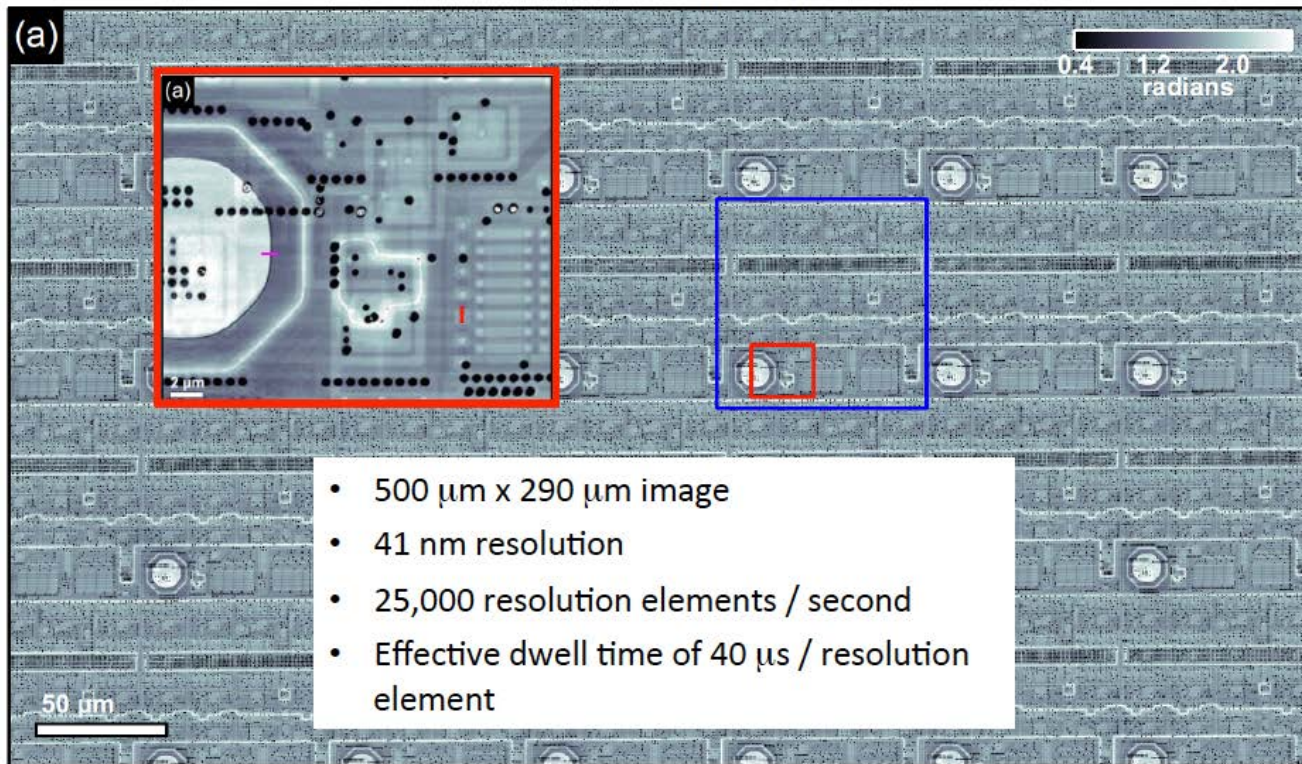 (a)
0.4 1.2 2.0
radians
(a)
2 µm
• 500 µm x 290 µm image
• 41 nm resolution
• 25,000 resolution elements / second
• Effective dwell time of 40 µs / resolution
element
50 µm